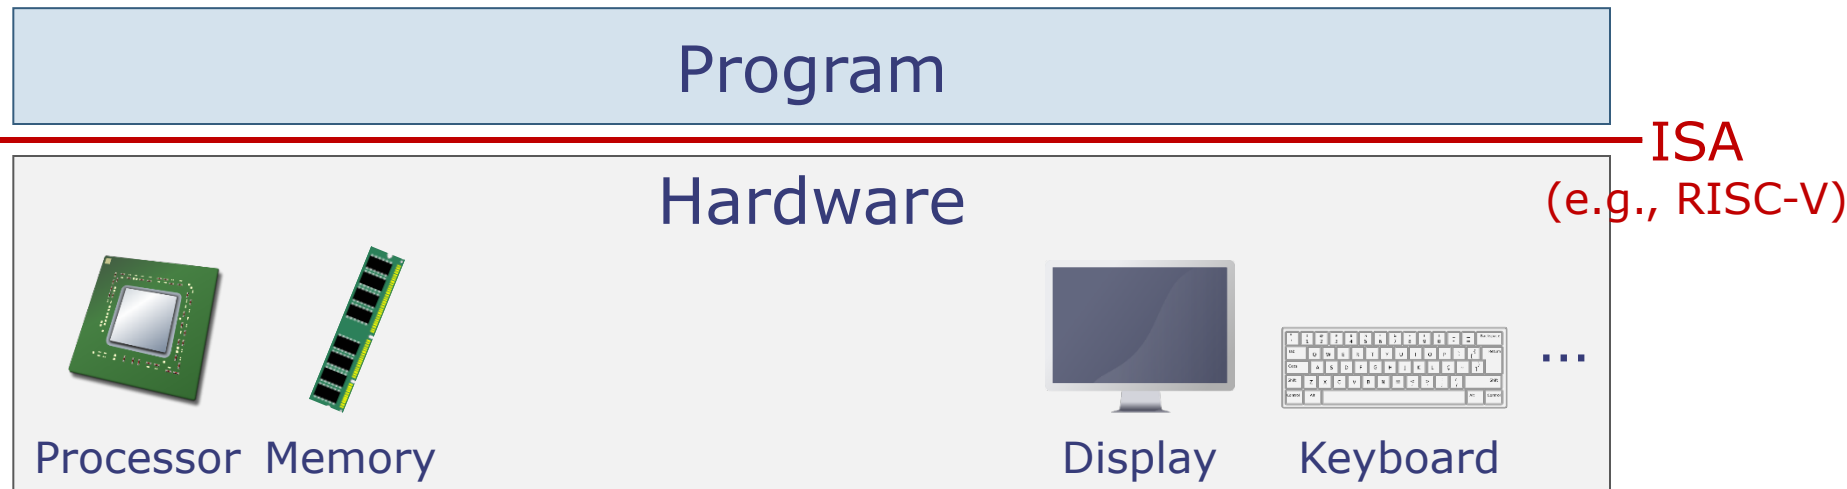 Program
ISA
Hardware
(e.g., RISC-V)
...
Processor Memory Display Keyboard